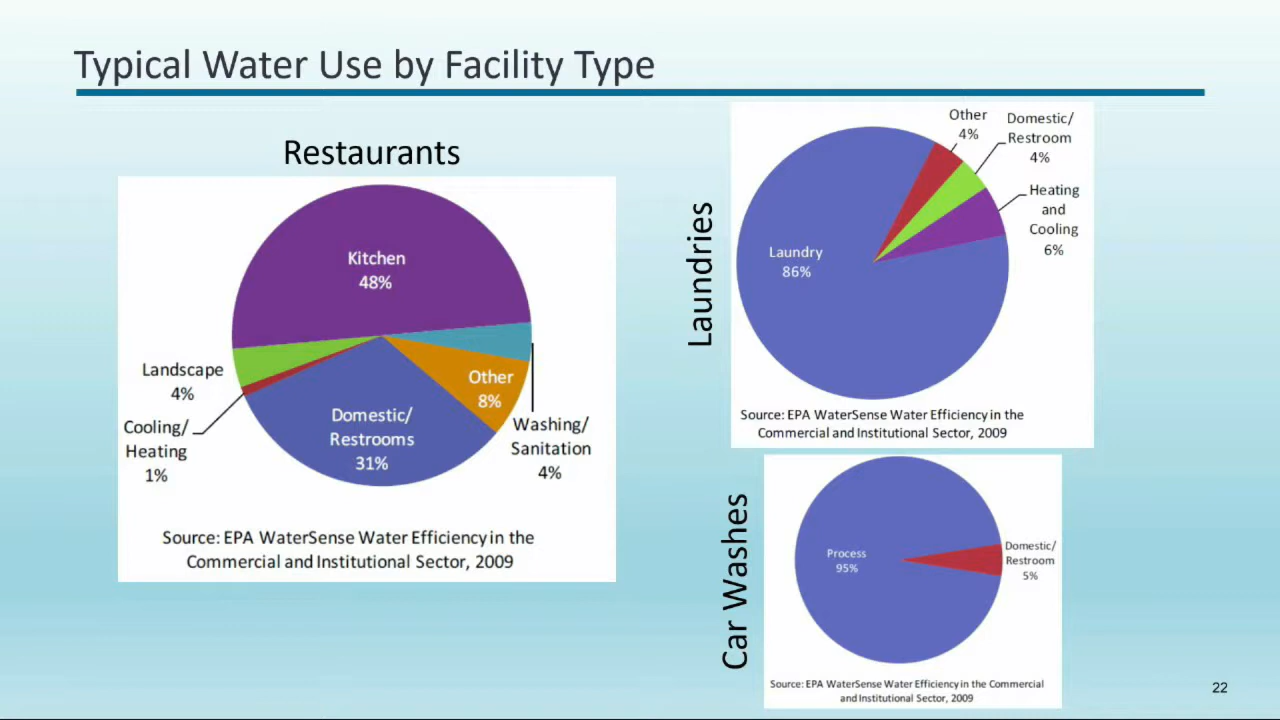 Typical Water Use by Facility Type
Restaurants
Kitchen
48%
Landscape
4%
Cooling/
Heating
1%
Domestic/
Restrooms
31%
Other
8%
Washing/
Sanitation
4%
Source: EPA WaterSense Water Efficiency in the
Commercial and Institutional Sector, 2009
Laundries
Other
4%
Domestic/
Restroom
4%
Heating
and
Cooling
6%
Laundry
86%
Source: EPA WaterSense Water Efficiency in the
Commercial and Institutional Sector, 2009
Car Washes
Process
95%
Domestic/
Restroom
5%
Source: EPA WaterSense Water Efficiency in the Commercial
and Institutional Sector, 2009
22